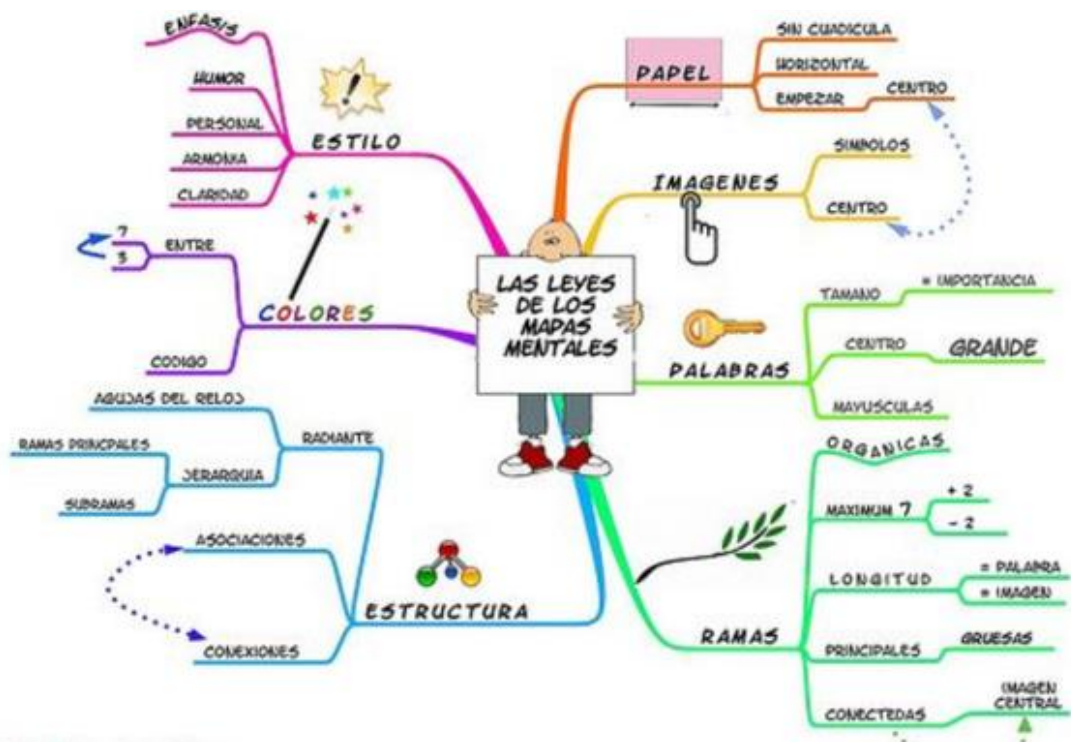 LAS LEYES
DE LOS
MAPAS
MENTALES
PAPEL
SIN CUADICULA
HORIZONTAL
EMPEZAR
CENTRO
IMAGENES
SIMBOLOS
CENTRO
PALABRAS
TAMANO
= IMPORTANCIA
CENTRO
GRANDE
MAYUSCULAS
RAMAS
ORGANICAS
MAXIMUM 7
+ 2
- 2
LONGITUD
= PALABRA
= IMAGEN
PRINCIPALES
GRUESAS
CONECTEDAS
IMAGEN
CENTRAL
ESTRUCTURA
RADIANTE
AGUJAS DEL RELOJ
JERARQUIA
RAMAS PRINCPALES
SUBRAMAS
ASOCIACIONES
CONEXIONES
COLORES
ENTRE
7
3
CODIGO
ESTILO
ENFASIS
HUMOR
PERSONAL
ARMONIA
CLARIDAD